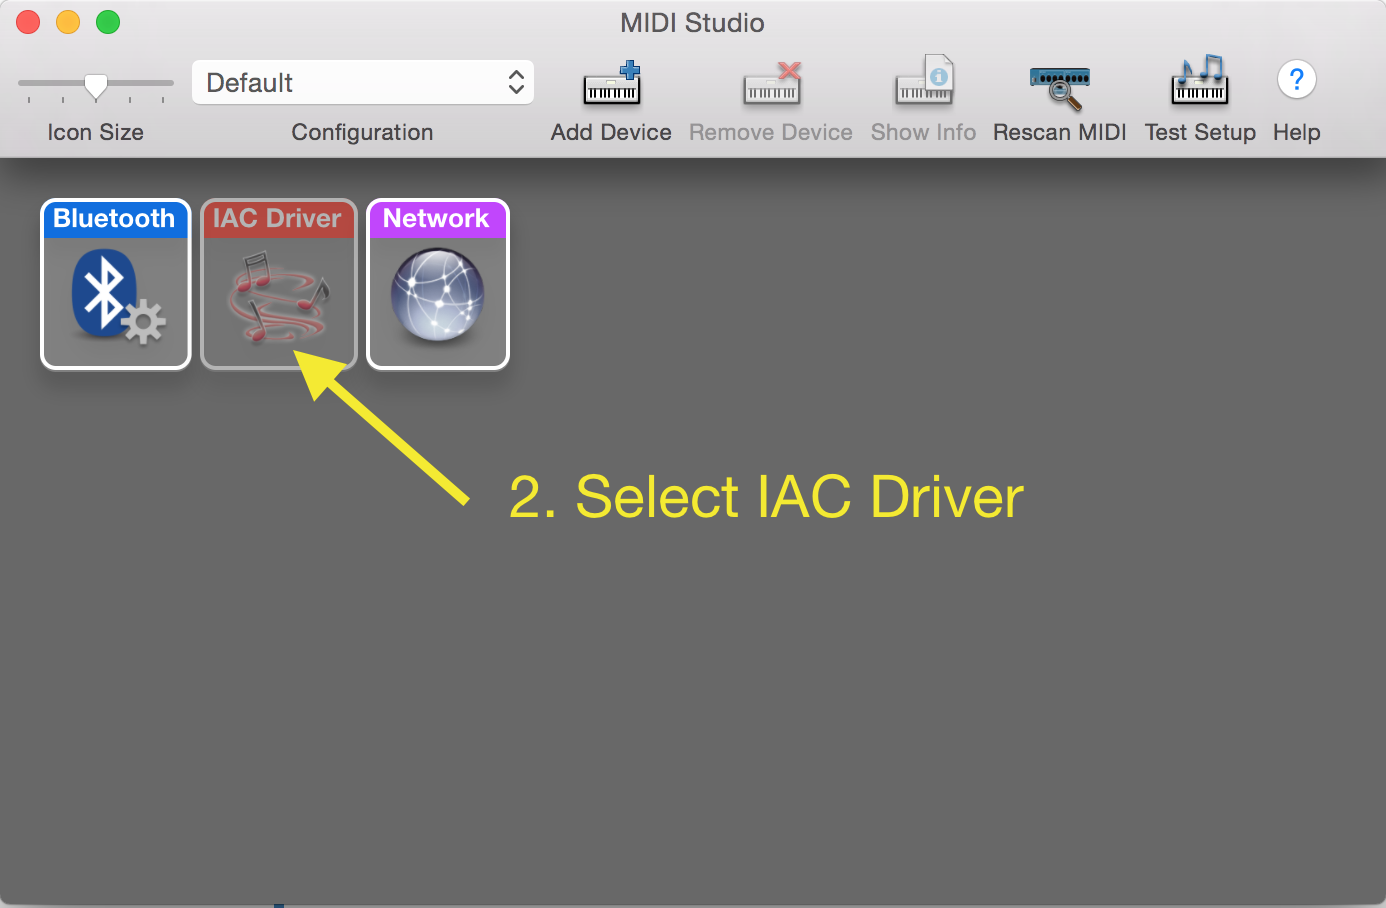 MIDI Studio
Default
Icon Size
Configuration
Add Device
Remove Device
Show Info
Rescan MIDI
Test Setup
?
Help
Bluetooth
IAC Driver
Network
2. Select IAC Driver